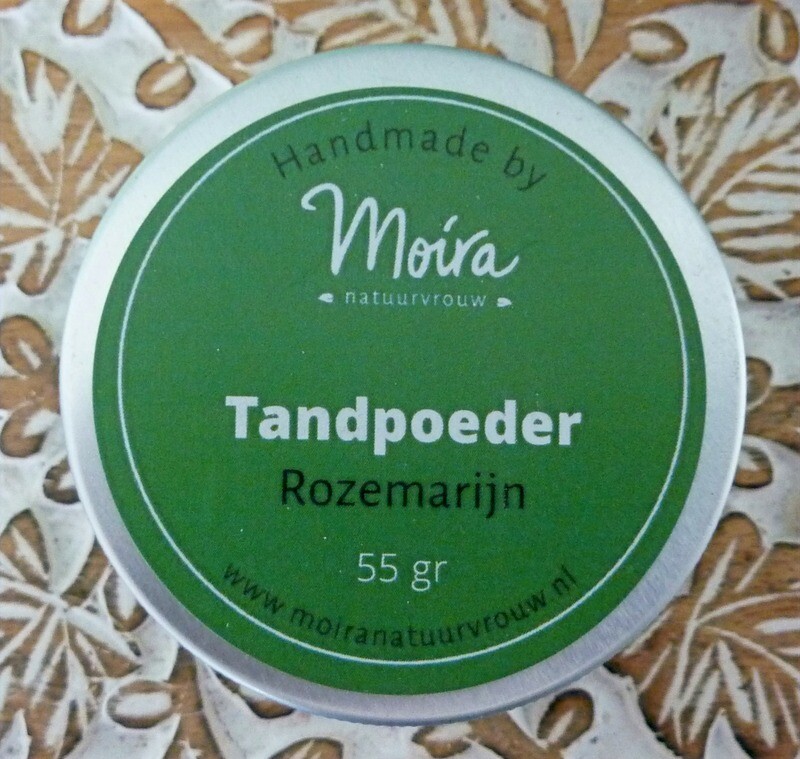 Handmade by
Moira
natuurvrouw
Tandpoeder
Rozemarijn
55 gr
www.moiranatuurvrouw.nl